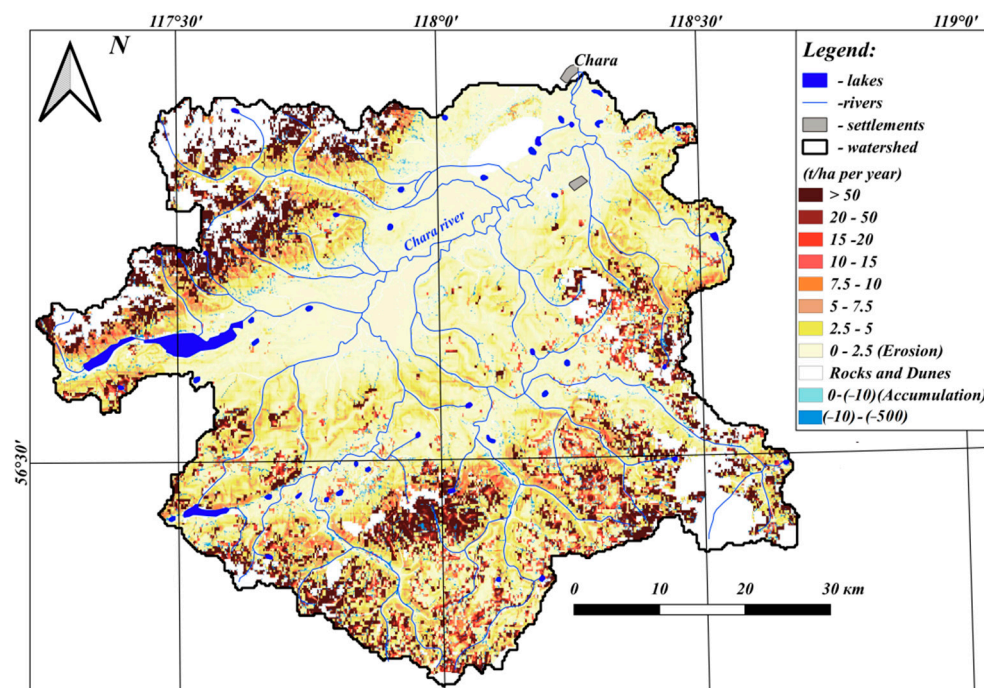 117°30′ 118°0′ 118°30′ 119°0′
N
Chara
Chara river
56°30′
Legend:
- lakes
-rivers
- settlements
- watershed
(t/ha per year)
> 50
20 - 50
15 -20
10 - 15
7.5 - 10
5 - 7.5
2.5 - 5
0 - 2.5 (Erosion)
Rocks and Dunes
0-(–10)(Accumulation)
(–10)-(–500)
0 10 20 30 км